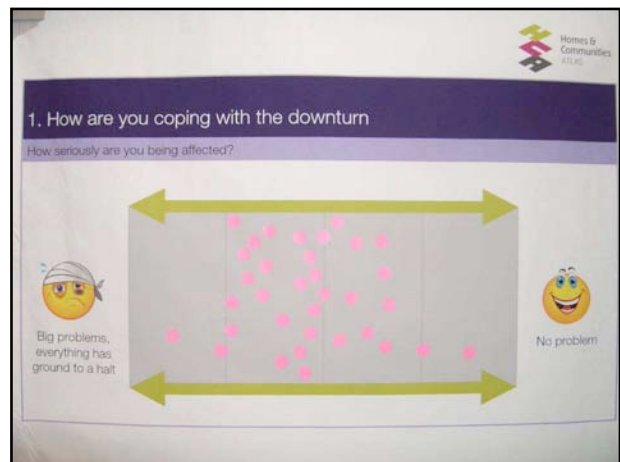 Homes &
Communities
ATLAS
1. How are you coping with the downturn
How seriously are you being affected?
Big problems,
everything has
ground to a halt
No problem